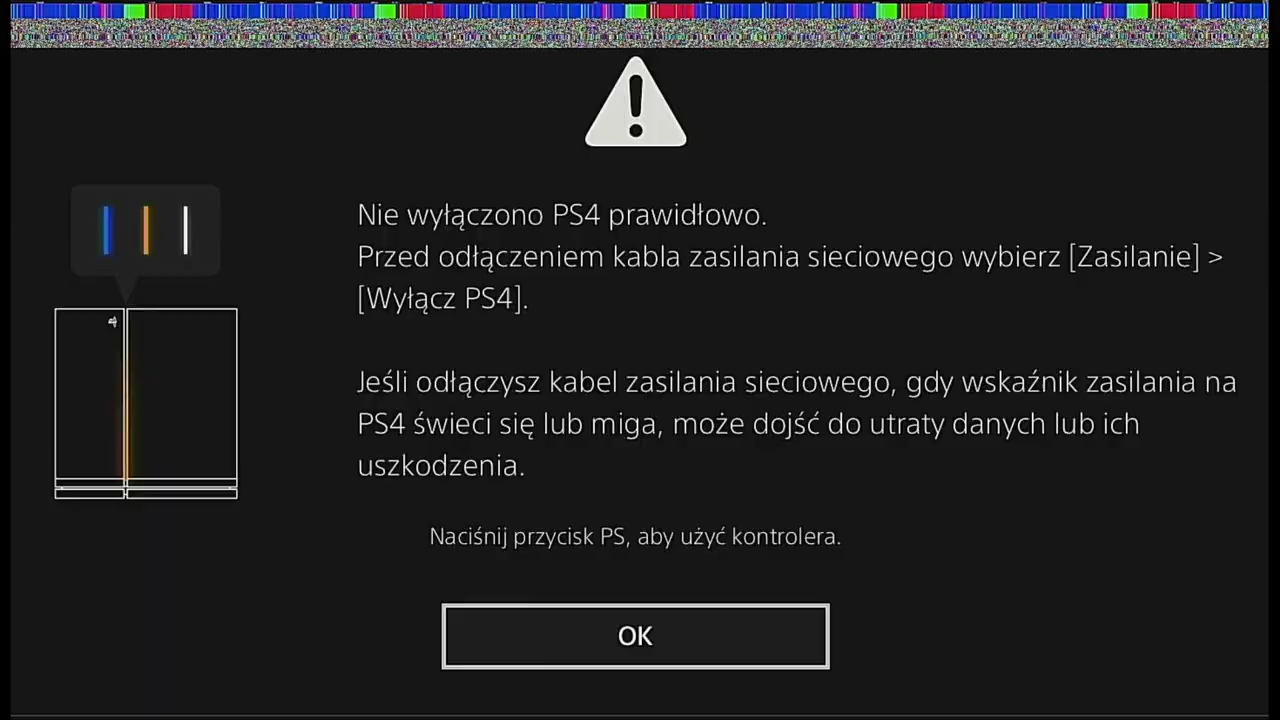 Nie wyłączono PS4 prawidłowo.
Przed odłączeniem kabla zasilania sieciowego wybierz [Zasilanie] >
[Wyłącz PS4].
Jeśli odłączysz kabel zasilania sieciowego, gdy wskaźnik zasilania na
PS4 świeci się lub miga, może dojść do utraty danych lub ich
uszkodzenia.
Naciśnij przycisk PS, aby użyć kontrolera.
OK